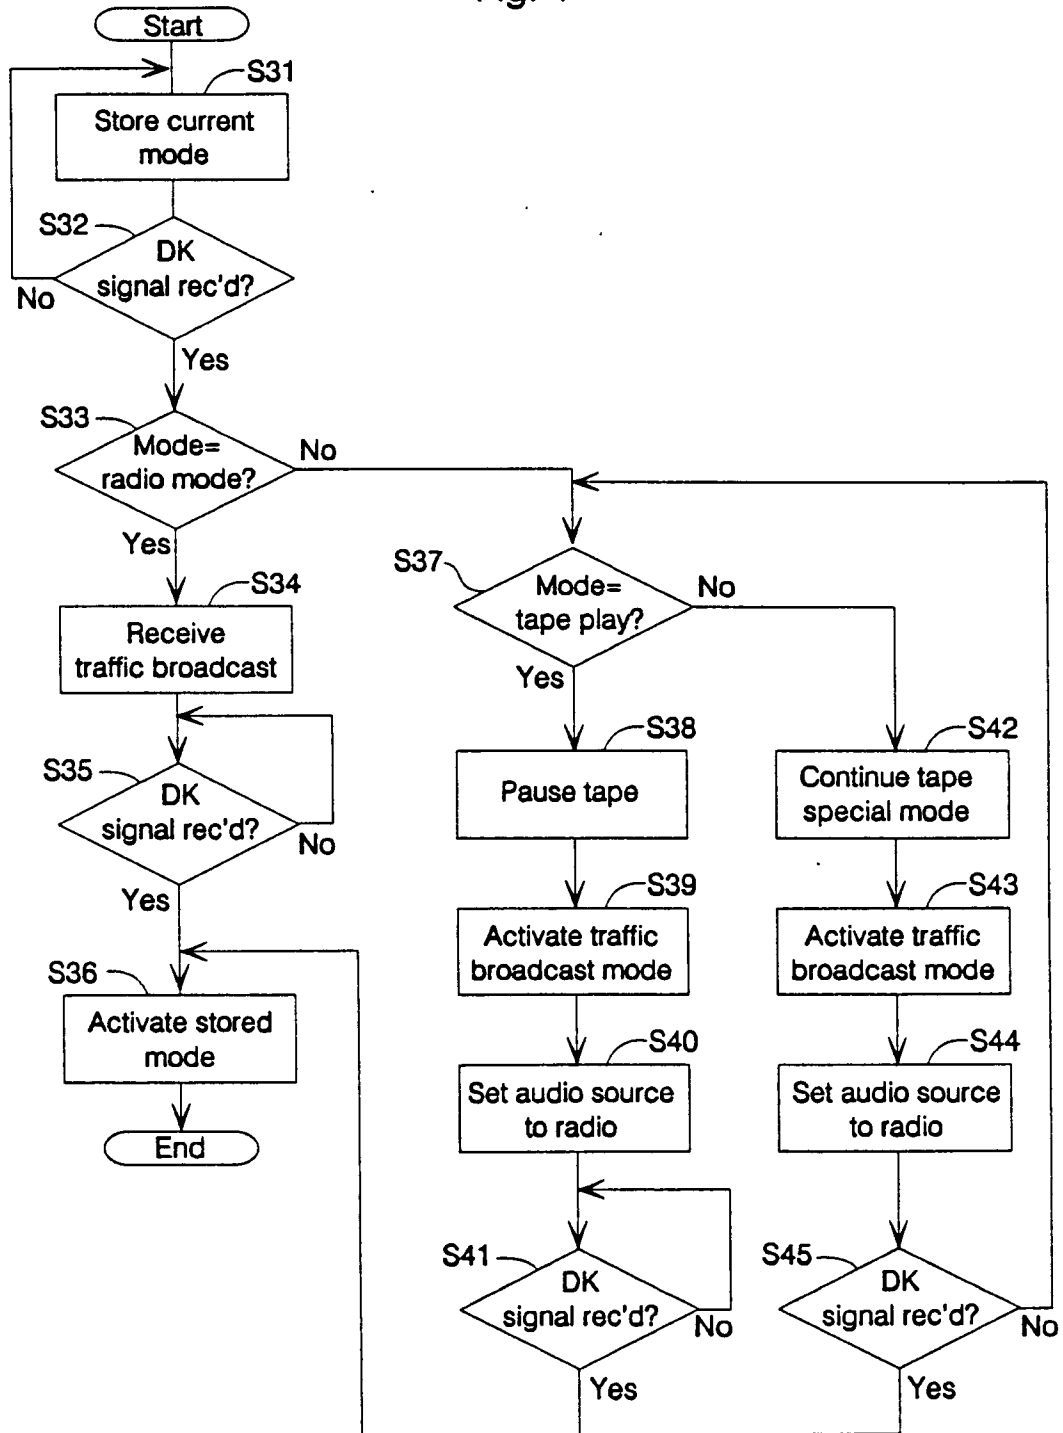 Start
S31
Store current
mode
S32
DK
signal rec'd?
No
Yes
S33
Mode=
radio mode?
No
Yes
S34
Receive
traffic broadcast
S35
DK
signal rec'd?
No
Yes
S36
Activate stored
mode
End
S37
Mode=
tape play?
No
Yes
S38
Pause tape
S39
Activate traffic
broadcast mode
S40
Set audio source
to radio
S41
DK
signal rec'd?
No
Yes
S42
Continue tape
special mode
S43
Activate traffic
broadcast mode
S44
Set audio source
to radio
S45
DK
signal rec'd?
No
Yes